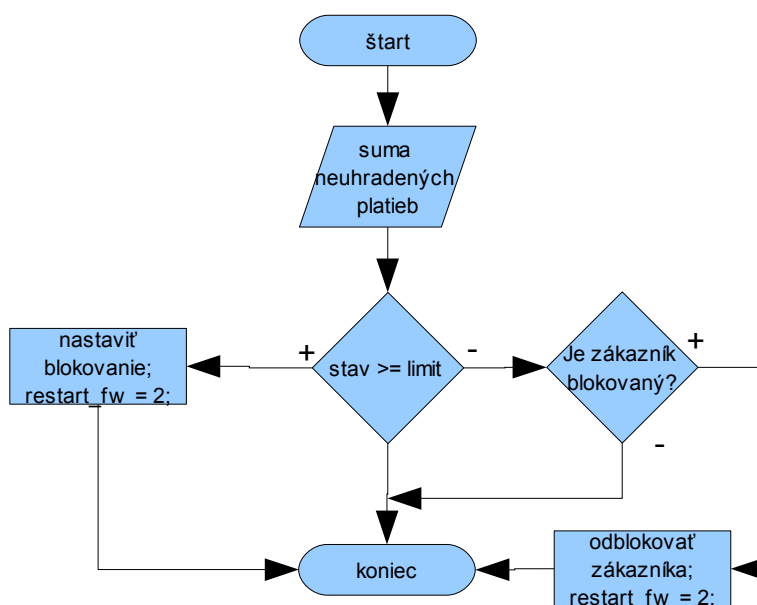 štart
suma
neuhradených
platieb
nastaviť
blokovanie;
restart_fw = 2;
+
stav >= limit
-
Je zákazník
blokovaný?
+
-
koniec
odblokovať
zákazníka;
restart_fw = 2;